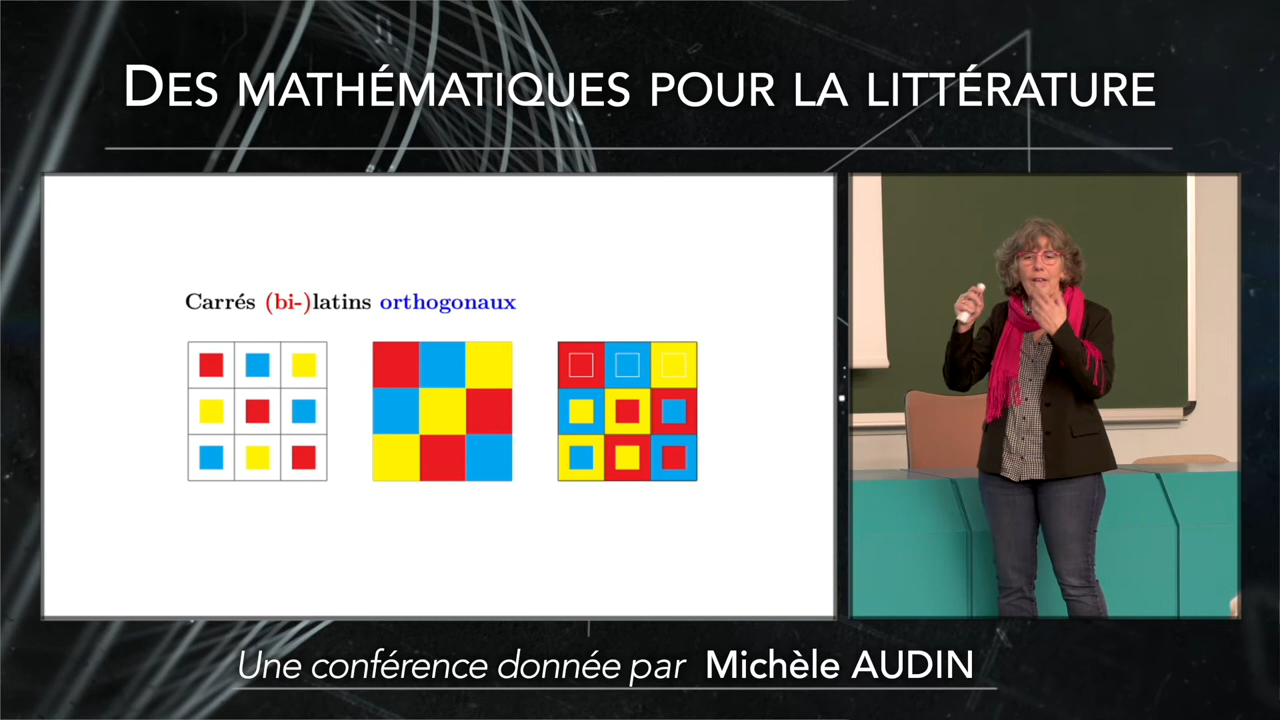 DES MATHÉMATIQUES POUR LA LITTÉRATURE
Carrés (bi-)latins orthogonaux
Une conférence donnée par Michèle AUDIN